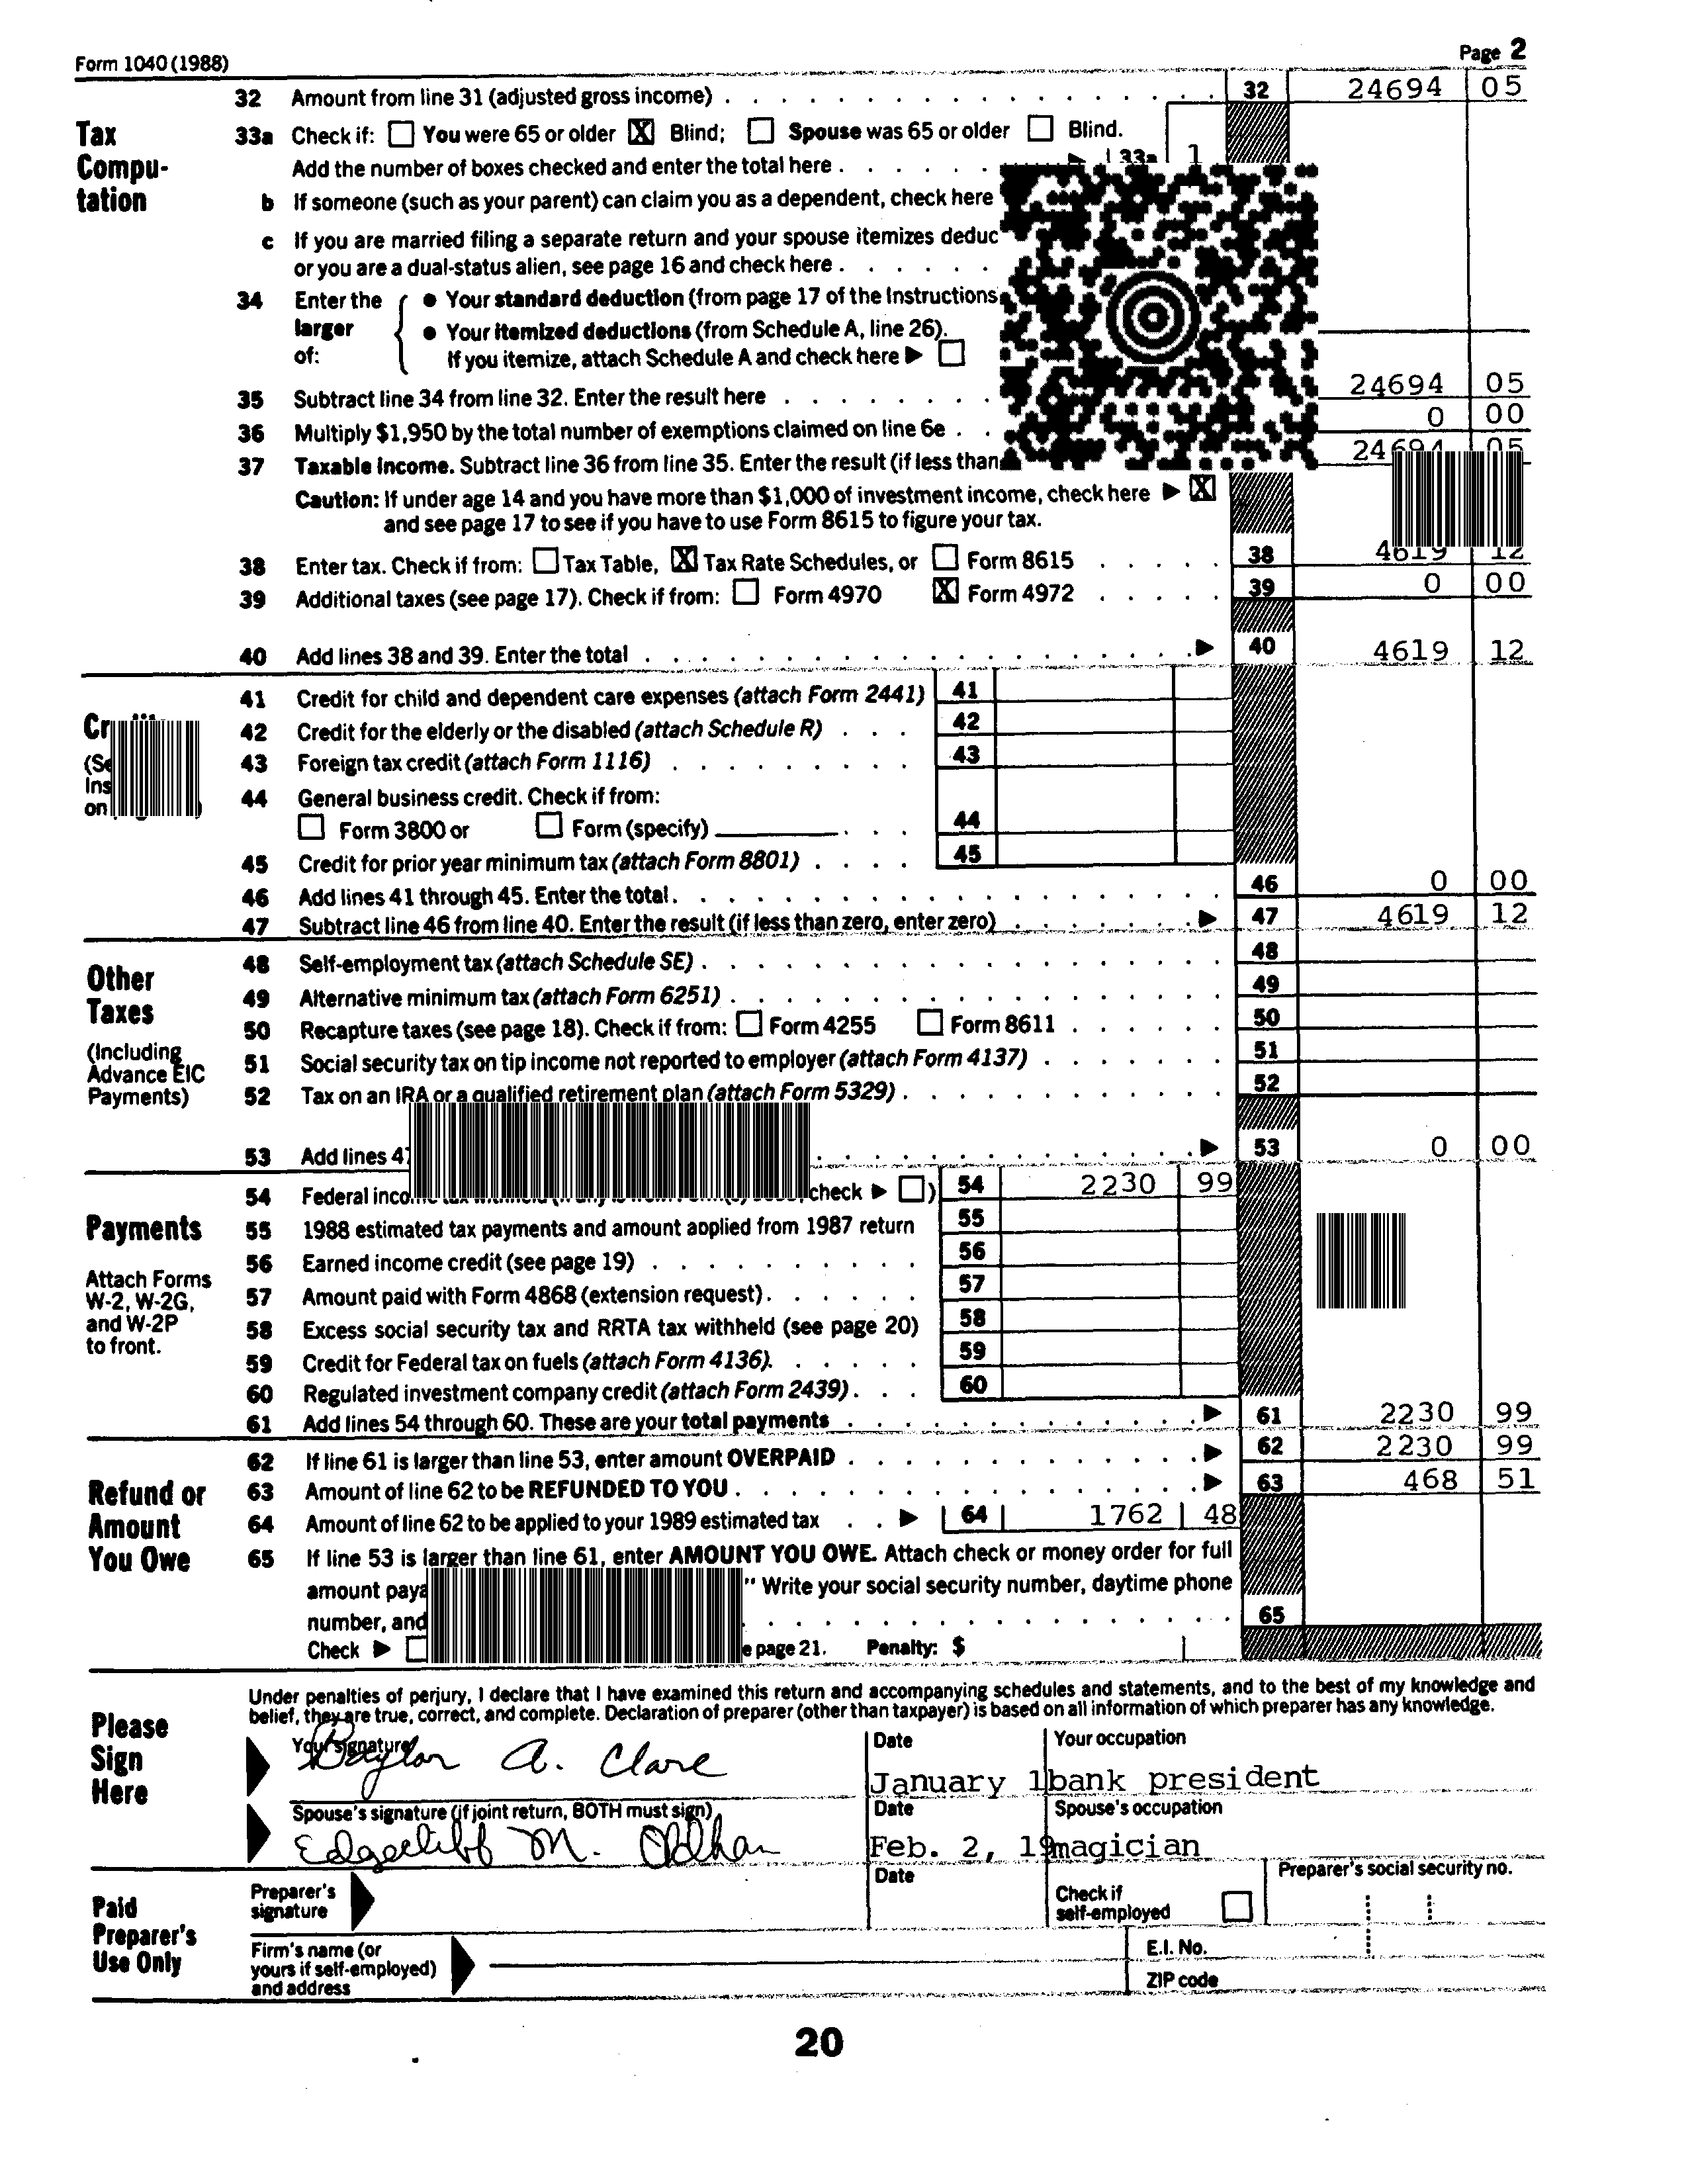 Form 1040 (1988) Page 2
Tax Computation
32 Amount from line 31 (adjusted gross income) 32 24694 05
33a Check if: You were 65 or older X Blind; Spouse was 65 or older Blind.
Add the number of boxes checked and enter the total here 33a 1
b If someone (such as your parent) can claim you as a dependent, check here
c If you are married filing a separate return and your spouse itemizes
or you are a dual-status alien, see page 16 and check here
34 Enter the larger of:
• Your standard deduction (from page 17 of the Instructions
• Your itemized deductions (from Schedule A, line 26).
If you itemize, attach Schedule A and check here ▶
35 Subtract line 34 from line 32. Enter the result here 24694 05
36 Multiply $1,950 by the total number of exemptions claimed on line 6e 0 00
37 Taxable income. Subtract line 36 from line 35. Enter the result (if less than 24694 05
Caution: If under age 14 and you have more than $1,000 of investment income, check here ▶ X
and see page 17 to see if you have to use Form 8615 to figure your tax.
38 Enter tax. Check if from: Tax Table, X Tax Rate Schedules, or Form 8615 38 4619 12
39 Additional taxes (see page 17). Check if from: Form 4970 X Form 4972 39 0 00
40 Add lines 38 and 39. Enter the total ▶ 40 4619 12
41 Credit for child and dependent care expenses (attach Form 2441) 41
42 Credit for the elderly or the disabled (attach Schedule R) 42
43 Foreign tax credit (attach Form 1116) 43
44 General business credit. Check if from:
Form 3800 or Form (specify) 44
45 Credit for prior year minimum tax (attach Form 8801) 45
46 Add lines 41 through 45. Enter the total. 46 0 00
47 Subtract line 46 from line 40. Enter the result (if less than zero, enter zero) ▶ 47 4619 12
Other Taxes
(Including Advance EIC Payments)
48 Self-employment tax (attach Schedule SE) 48
49 Alternative minimum tax (attach Form 6251) 49
50 Recapture taxes (see page 18). Check if from: Form 4255 Form 8611 50
51 Social security tax on tip income not reported to employer (attach Form 4137) 51
52 Tax on an IRA or a qualified retirement plan (attach Form 5329) 52
53 Add lines ▶ 53 0 00
Payments
Attach Forms W-2, W-2G, and W-2P to front.
54 Federal check ▶ ) 54 2230 99
55 1988 estimated tax payments and amount applied from 1987 return 55
56 Earned income credit (see page 19) 56
57 Amount paid with Form 4868 (extension request). 57
58 Excess social security tax and RRTA tax withheld (see page 20) 58
59 Credit for Federal tax on fuels (attach Form 4136). 59
60 Regulated investment company credit (attach Form 2439) 60
61 Add lines 54 through 60. These are your total payments ▶ 61 2230 99
Refund or Amount You Owe
62 If line 61 is larger than line 53, enter amount OVERPAID ▶ 62 2230 99
63 Amount of line 62 to be REFUNDED TO YOU ▶ 63 468 51
64 Amount of line 62 to be applied to your 1989 estimated tax ▶ 64 1762 48
65 If line 53 is larger than line 61, enter AMOUNT YOU OWE. Attach check or money order for full
amount " Write your social security number, daytime phone
number, and 65
Check ▶ page 21. Penalty: $
Please Sign Here
Under penalties of perjury, I declare that I have examined this return and accompanying schedules and statements, and to the best of my knowledge and
belief, they are true, correct, and complete. Declaration of preparer (other than taxpayer) is based on all information of which preparer has any knowledge.
Your signature Date Your occupation
Baylor A. Clare January 1 bank president
Spouse's signature (if joint return, BOTH must sign) Date Spouse's occupation
Edgecliff M. Oldham Feb. 2, 19 magician
Paid Preparer's Use Only
Preparer's signature Date Check if self-employed Preparer's social security no.
Firm's name (or yours if self-employed) and address E.I. No.
ZIP code
20